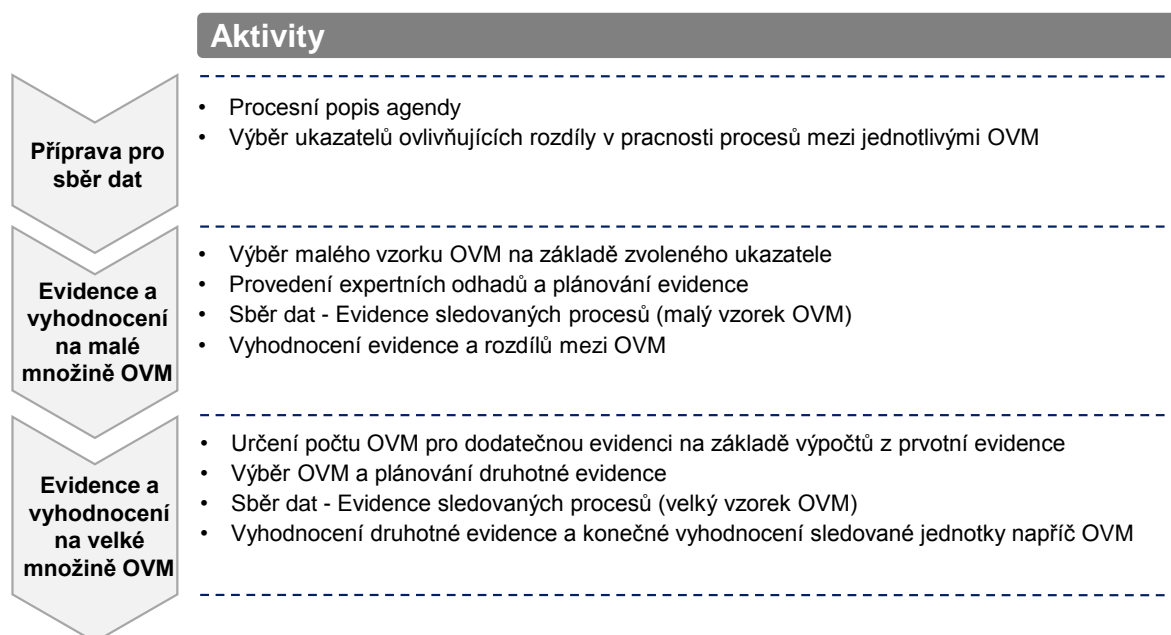 Aktivity
Příprava pro
sběr dat
• Procesní popis agendy
• Výběr ukazatelů ovlivňujících rozdíly v pracnosti procesů mezi jednotlivými OVM
Evidence a
vyhodnocení
na malé
množině OVM
• Výběr malého vzorku OVM na základě zvoleného ukazatele
• Provedení expertních odhadů a plánování evidence
• Sběr dat - Evidence sledovaných procesů (malý vzorek OVM)
• Vyhodnocení evidence a rozdílů mezi OVM
Evidence a
vyhodnocení
na velké
množině OVM
• Určení počtu OVM pro dodatečnou evidenci na základě výpočtů z prvotní evidence
• Výběr OVM a plánování druhotné evidence
• Sběr dat - Evidence sledovaných procesů (velký vzorek OVM)
• Vyhodnocení druhotné evidence a konečné vyhodnocení sledované jednotky napříč OVM